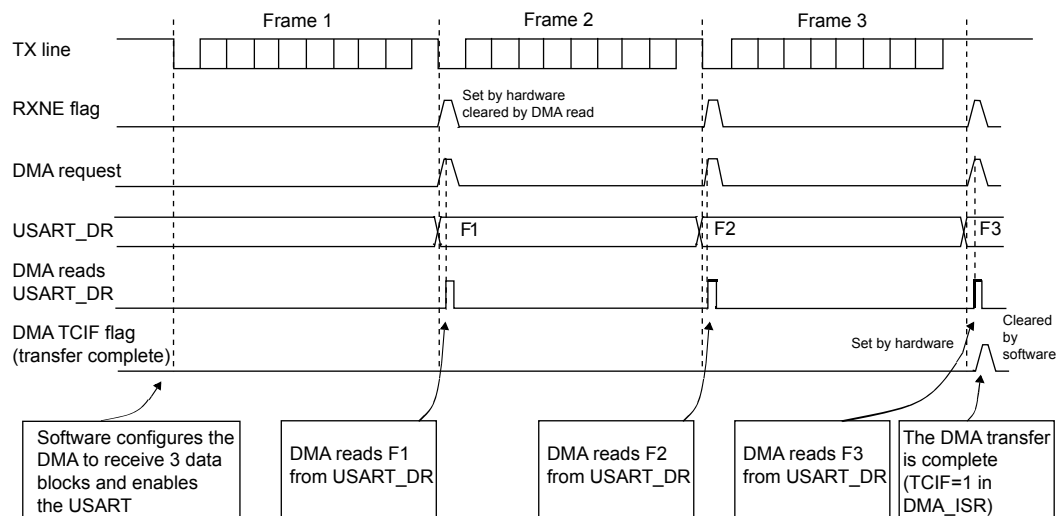 Frame 1
Frame 2
Frame 3
TX line
RXNE flag
Set by hardware
cleared by DMA read
DMA request
USART_DR
F1
F2
F3
DMA reads
USART_DR
DMA TCIF flag
(transfer complete)
Set by hardware
Cleared
by
software
Software configures the
DMA to receive 3 data
blocks and enables
the USART
DMA reads F1
from USART_DR
DMA reads F2
from USART_DR
DMA reads F3
from USART_DR
The DMA transfer
is complete
(TCIF=1 in
DMA_ISR)